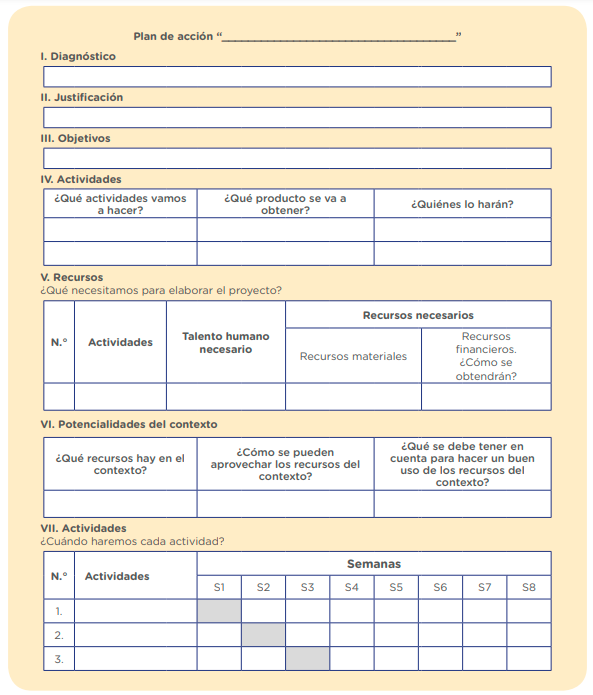 Plan de acción “_____________________________________”
I. Diagnóstico
II. Justificación
III. Objetivos
IV. Actividades
¿Qué actividades vamos
a hacer?
¿Qué producto se va a
obtener?
¿Quiénes lo harán?
V. Recursos
¿Qué necesitamos para elaborar el proyecto?
N.°
Actividades
Talento humano
necesario
Recursos necesarios
Recursos materiales
Recursos
financieros.
¿Cómo se
obtendrán?
VI. Potencialidades del contexto
¿Qué recursos hay en el
contexto?
¿Cómo se pueden
aprovechar los recursos del
contexto?
¿Qué se debe tener en
cuenta para hacer un buen
uso de los recursos del
contexto?
VII. Actividades
¿Cuándo haremos cada actividad?
N.°
Actividades
Semanas
S1 S2 S3 S4 S5 S6 S7 S8
1.
2.
3.